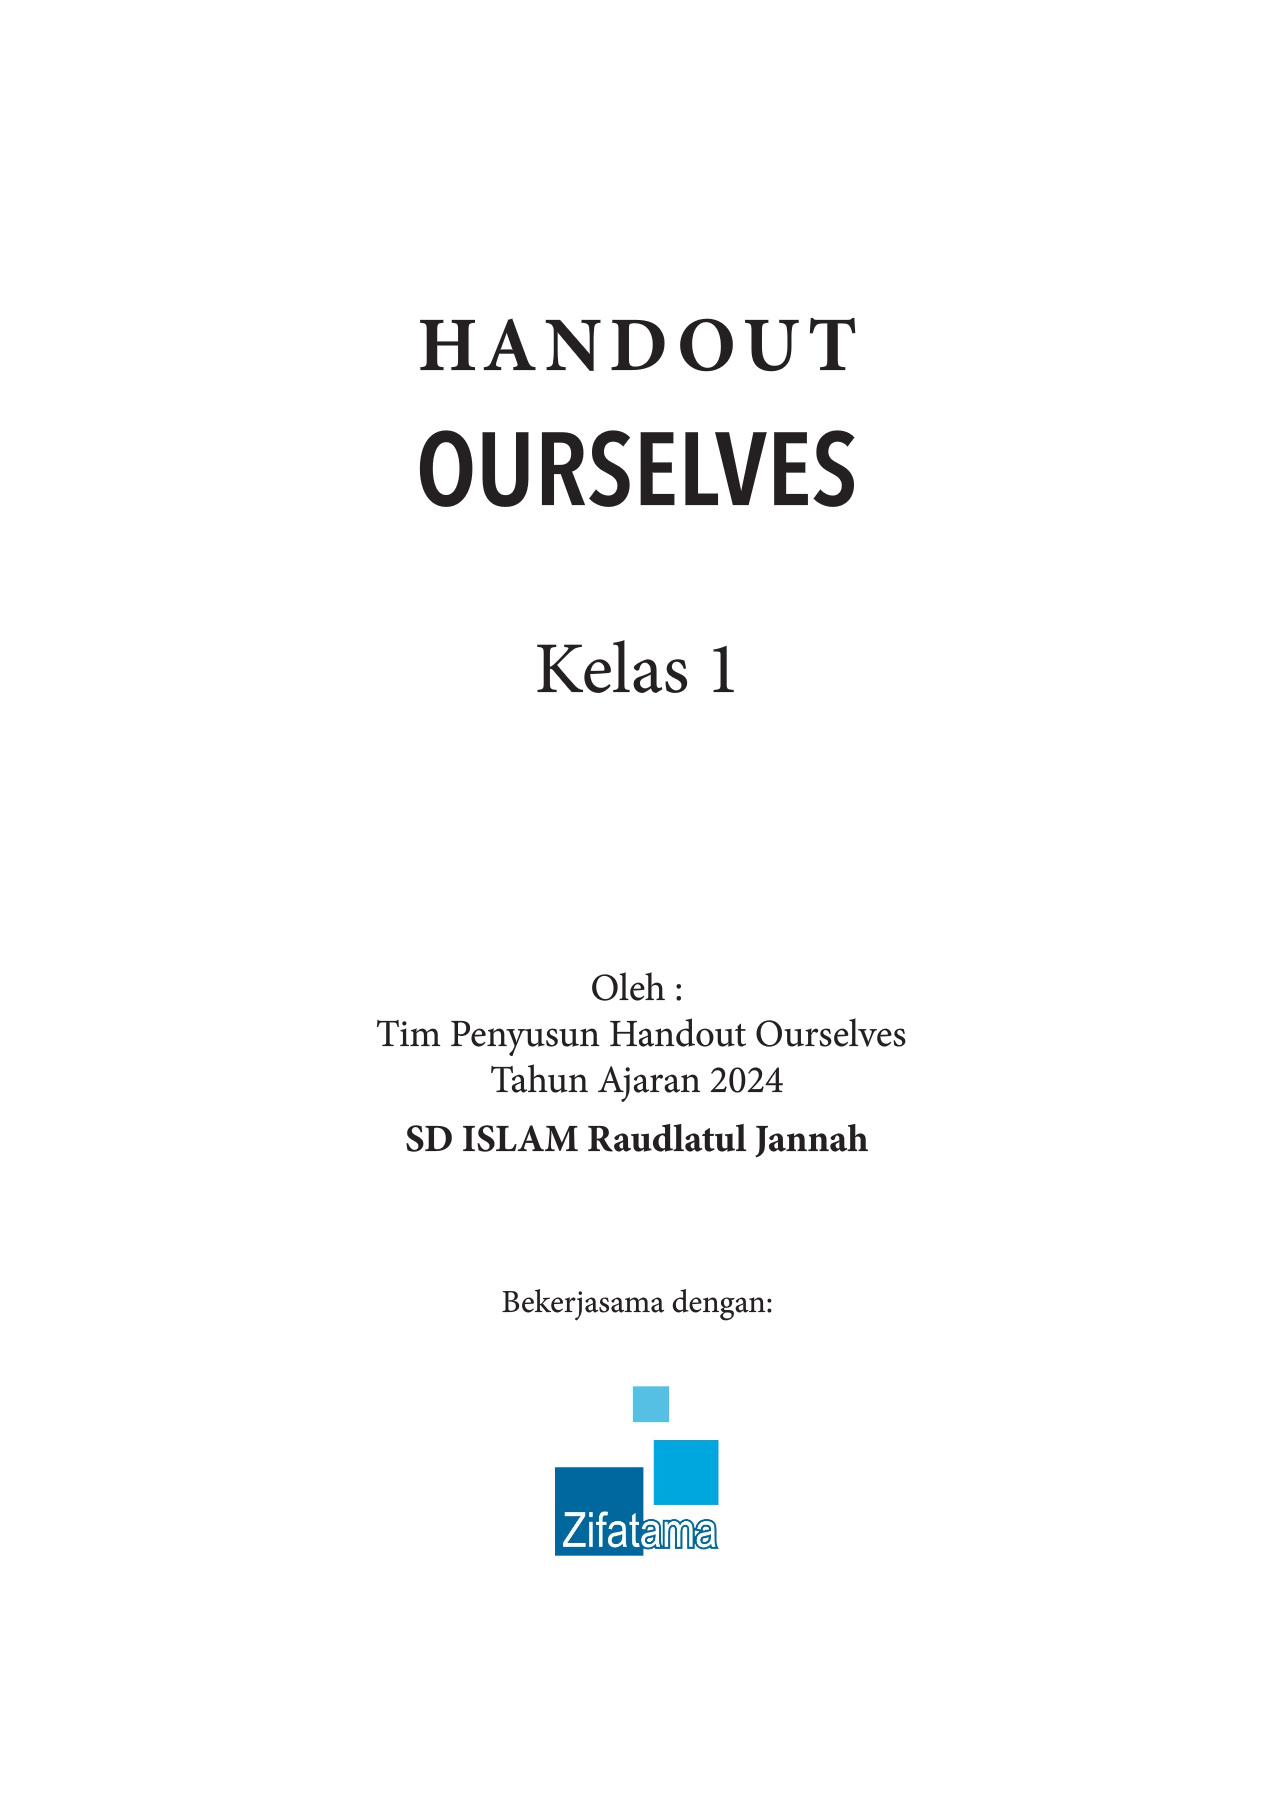 HANDOUT
OURSELVES
Kelas 1
Oleh :
Tim Penyusun Handout Ourselves
Tahun Ajaran 2024
SD ISLAM Raudlatul Jannah
Bekerjasama dengan:
Zifatama